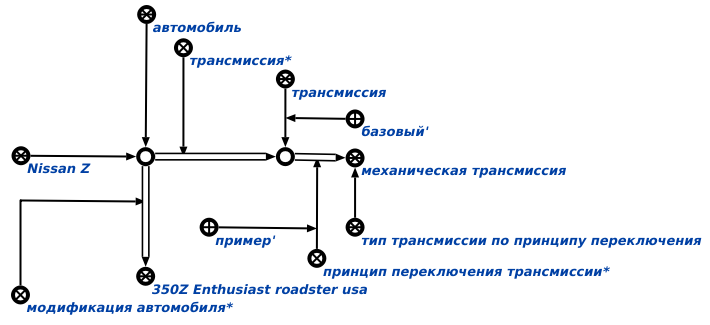 автомобиль
трансмиссия*
трансмиссия
базовый'
Nissan Z
механическая трансмиссия
пример'
тип трансмиссии по принципу переключения
принцип переключения трансмиссии*
350Z Enthusiast roadster usa
модификация автомобиля*